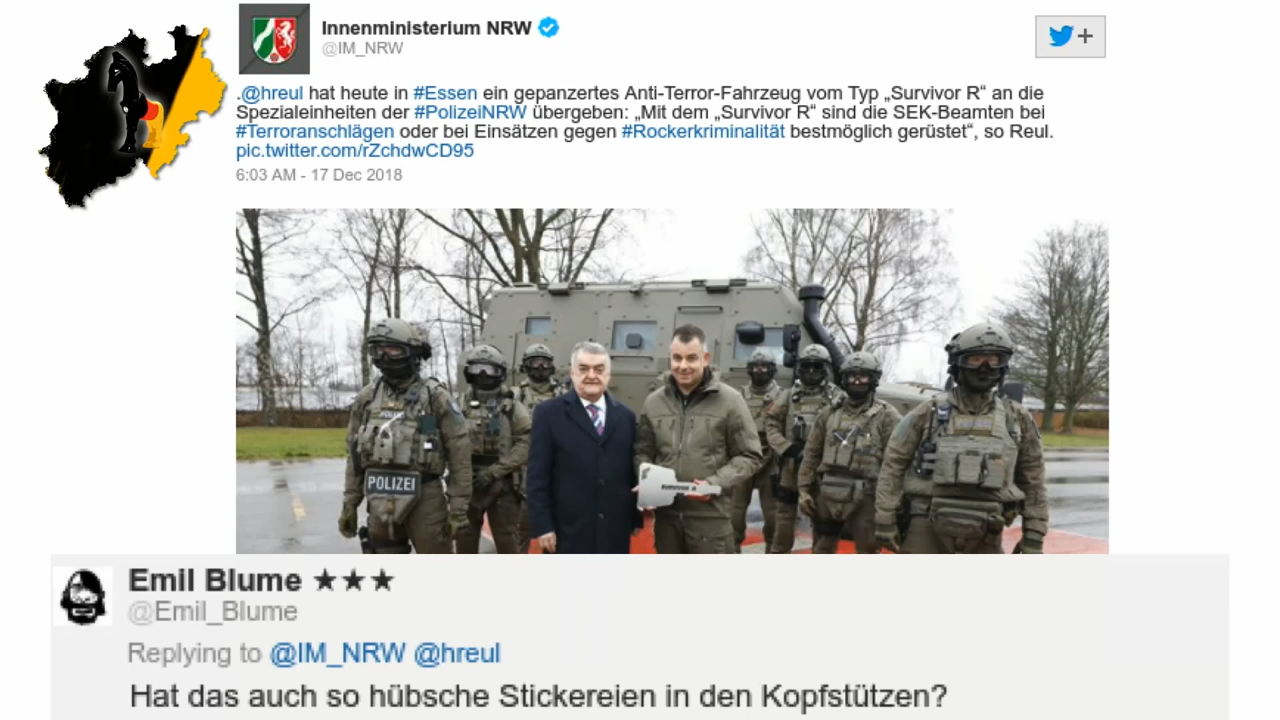 Innenministerium NRW
@IM_NRW
.@hreul hat heute in #Essen ein gepanzertes Anti-Terror-Fahrzeug vom Typ „Survivor R“ an die
Spezialeinheiten der #PolizeiNRW übergeben: „Mit dem „Survivor R“ sind die SEK-Beamten bei
#Terroranschlägen oder bei Einsätzen gegen #Rockerkriminalität bestmöglich gerüstet“, so Reul.
pic.twitter.com/rZchdwCD95
6:03 AM - 17 Dec 2018
POLIZEI
SURVIVOR R
Emil Blume ★★★
@Emil_Blume
Replying to @IM_NRW @hreul
Hat das auch so hübsche Stickereien in den Kopfstützen?